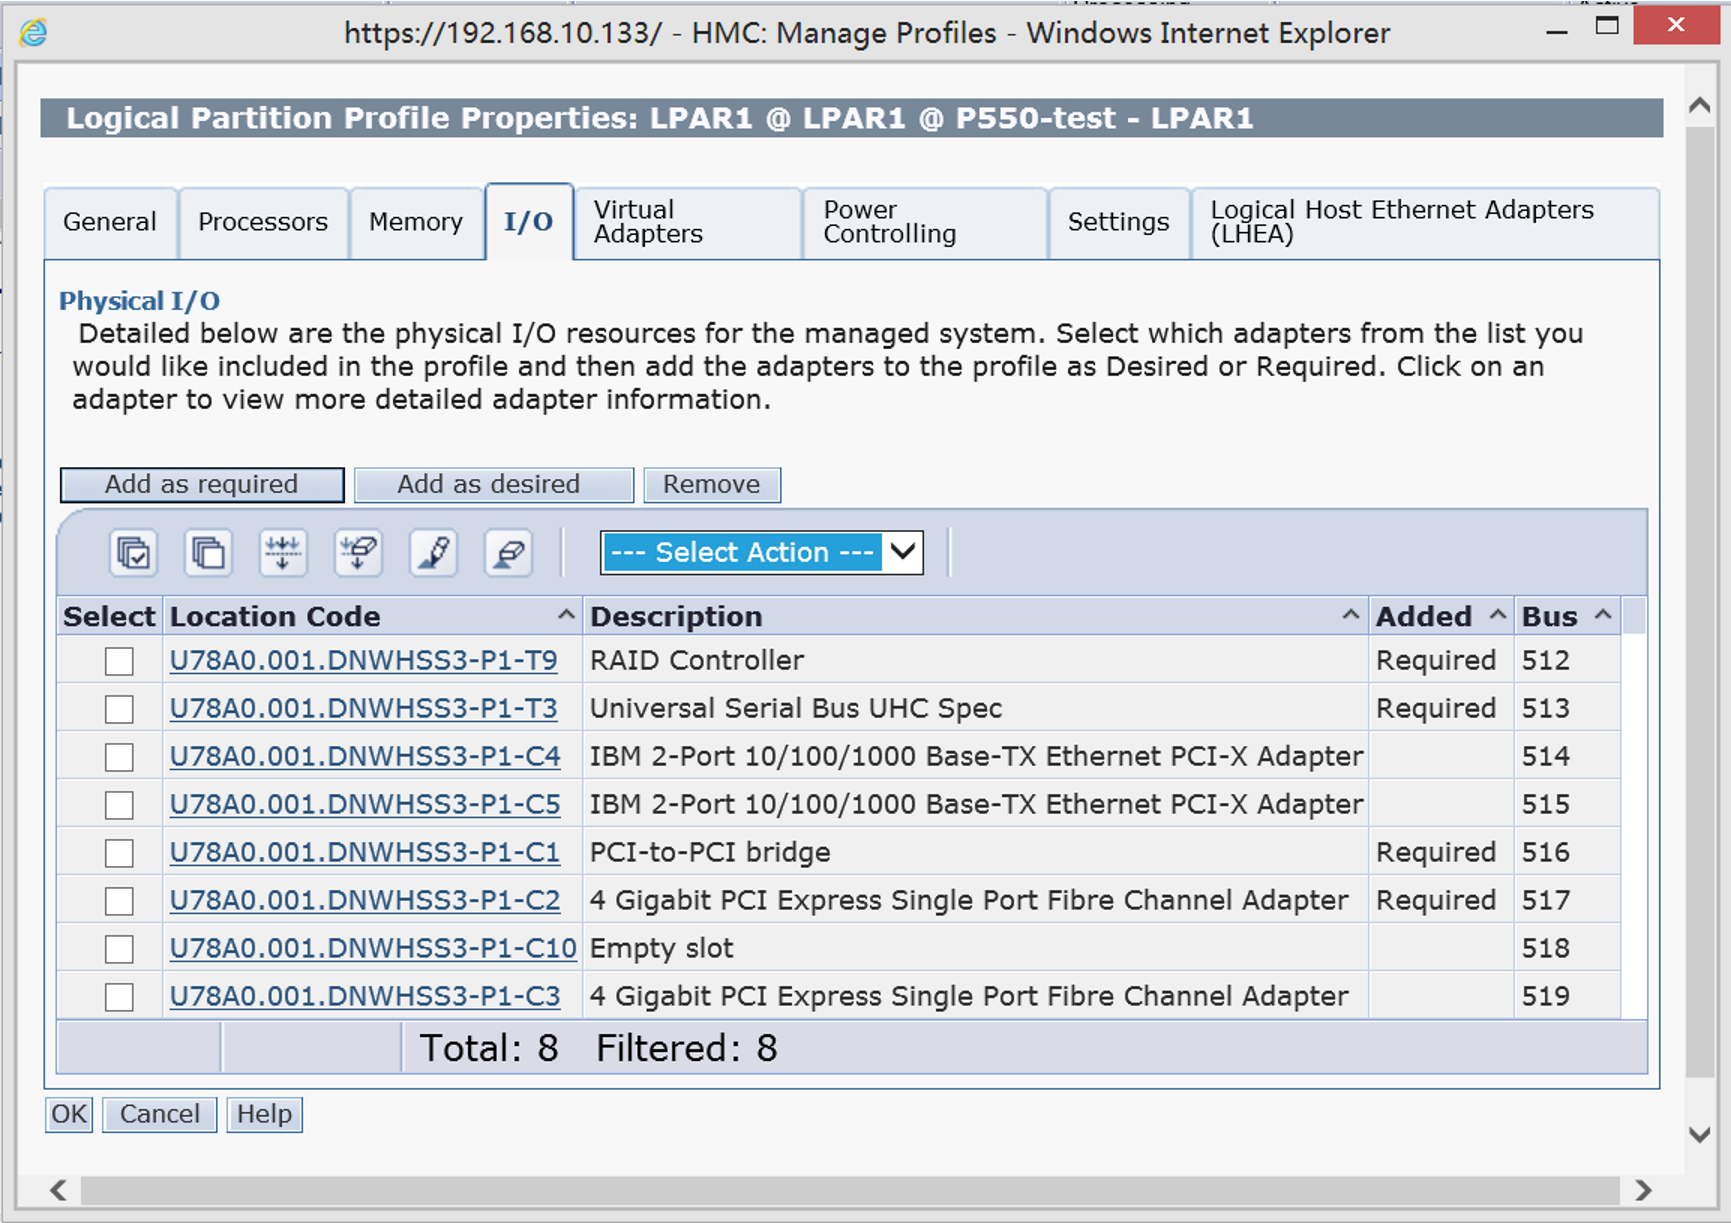 https://192.168.10.133/ - HMC: Manage Profiles - Windows Internet Explorer
Logical Partition Profile Properties: LPAR1 @ LPAR1 @ P550-test - LPAR1
General Processors Memory I/O Virtual Adapters Power Controlling Settings Logical Host Ethernet Adapters (LHEA)
Physical I/O
Detailed below are the physical I/O resources for the managed system. Select which adapters from the list you
would like included in the profile and then add the adapters to the profile as Desired or Required. Click on an
adapter to view more detailed adapter information.
Add as required Add as desired Remove
--- Select Action ---
Select Location Code Description Added Bus
U78A0.001.DNWHSS3-P1-T9 RAID Controller Required 512
U78A0.001.DNWHSS3-P1-T3 Universal Serial Bus UHC Spec Required 513
U78A0.001.DNWHSS3-P1-C4 IBM 2-Port 10/100/1000 Base-TX Ethernet PCI-X Adapter 514
U78A0.001.DNWHSS3-P1-C5 IBM 2-Port 10/100/1000 Base-TX Ethernet PCI-X Adapter 515
U78A0.001.DNWHSS3-P1-C1 PCI-to-PCI bridge Required 516
U78A0.001.DNWHSS3-P1-C2 4 Gigabit PCI Express Single Port Fibre Channel Adapter Required 517
U78A0.001.DNWHSS3-P1-C10 Empty slot 518
U78A0.001.DNWHSS3-P1-C3 4 Gigabit PCI Express Single Port Fibre Channel Adapter 519
Total: 8 Filtered: 8
OK Cancel Help